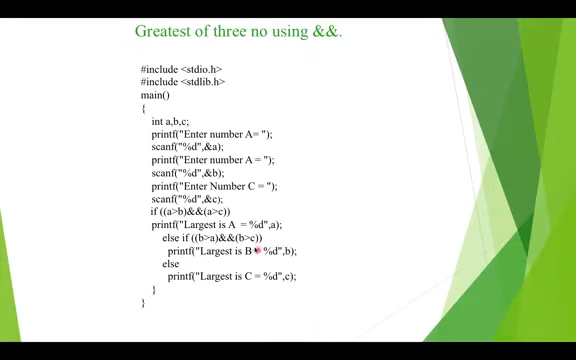 Greatest of three no using &&.
#include <stdio.h>
#include <stdlib.h>
main()
{
int a,b,c;
printf("Enter number A= ");
scanf("%d",&a);
printf("Enter number A = ");
scanf("%d",&b);
printf("Enter Number C = ");
scanf("%d",&c);
if ((a>b)&&(a>c))
printf("Largest is A  = %d",a);
else if ((b>a)&&(b>c))
printf("Largest is B = %d",b);
else
printf("Largest is C = %d",c);
}
}